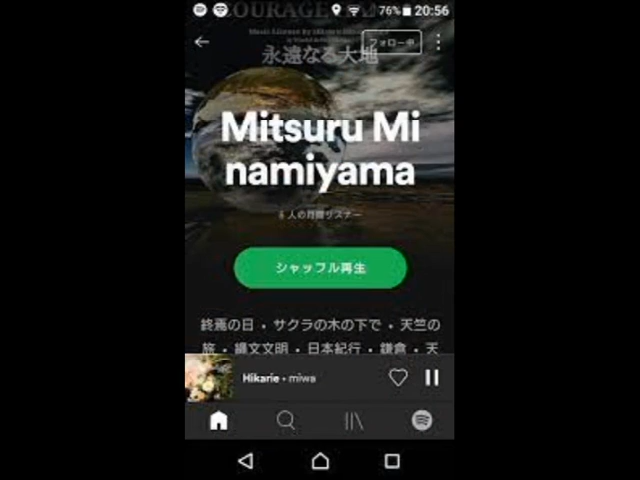 76% 20:56
永遠なる大地
フォロー中
Mitsuru Mi
namiyama
人の月間リスナー
シャッフル再生
終焉の日 • サクラの木の下で • 天竺の
旅 • 縄文文明 • 日本紀行 • 鎌倉 • 天
Hikarie • miwa